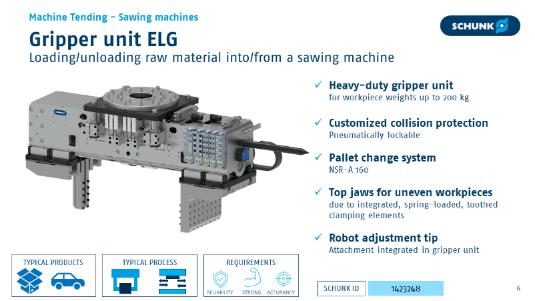 Machine Tending - Sawing machines
SCHUNK
Gripper unit ELG
Loading/unloading raw material into/from a sawing machine
✓ Heavy-duty gripper unit
for workpiece weights up to 200 kg
✓ Customized collision protection
Pneumatically lockable
✓ Pallet change system
NSR-A 160
✓ Top jaws for uneven workpieces
due to integrated, spring-loaded, toothed
clamping elements
✓ Robot adjustment tip
Attachment integrated in gripper unit
TYPICAL PRODUCTS
TYPICAL PROCESS
REQUIREMENTS
RELIABILITY STRONG ACCURANCY
SCHUNK ID 1423248
6